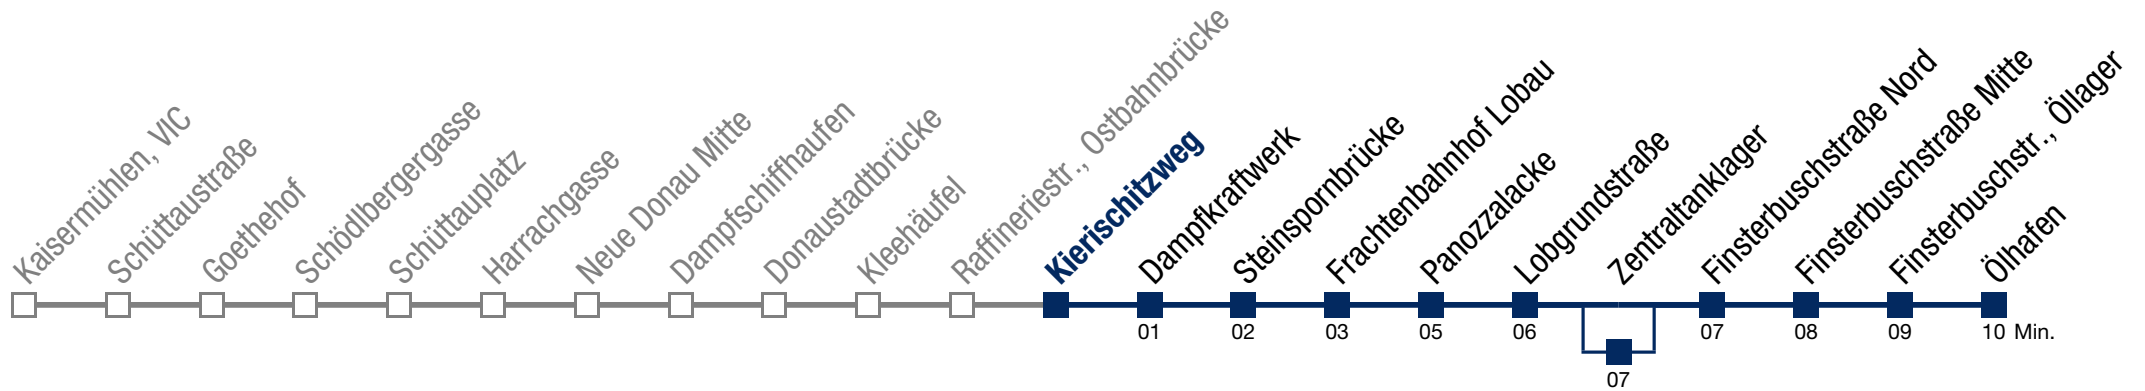 Kaisermühlen, VIC
Schüttaustraße
Goethehof
Schödlbergergasse
Schüttauplatz
Harrachgasse
Neue Donau Mitte
Dampfschiffhaufen
Donaustadtbrücke
Kleehäufel
Raffineriestr., Ostbahnbrücke
Kierischitzweg
Dampfkraftwerk
Steinspornbrücke
Frachtenbahnhof Lobau
Panozzalacke
Lobgrundstraße
Zentraltanklager
Finsterbuschstraße Nord
Finsterbuschstraße Mitte
Finsterbuschstr., Öllager
Ölhafen
01 02 03 05 06 07 08 09 10 Min.
07